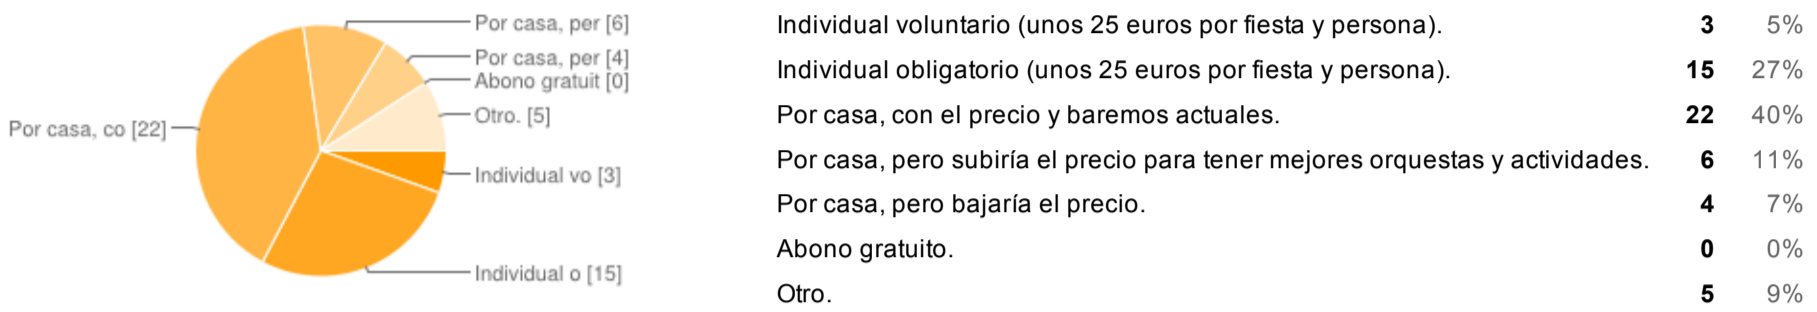 Por casa, per [6]
Por casa, per [4]
Abono gratuit [0]
Otro. [5]
Por casa, co [22]
Individual vo [3]
Individual o [15]
Individual voluntario (unos 25 euros por fiesta y persona). 3 5%
Individual obligatorio (unos 25 euros por fiesta y persona). 15 27%
Por casa, con el precio y baremos actuales. 22 40%
Por casa, pero subiría el precio para tener mejores orquestas y actividades. 6 11%
Por casa, pero bajaría el precio. 4 7%
Abono gratuito. 0 0%
Otro. 5 9%